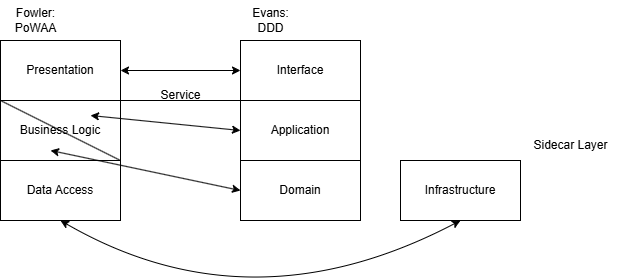 Fowler:
PoWAA
Evans:
DDD
Presentation
Interface
Service
Business Logic
Application
Sidecar Layer
Data Access
Domain
Infrastructure